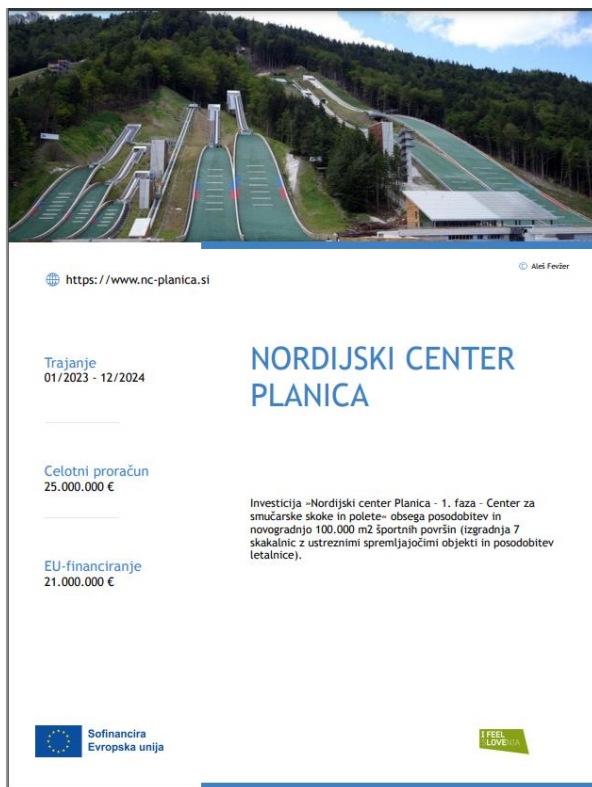 © Aleš Fevžer
https://www.nc-planica.si
NORDIJSKI CENTER
PLANICA
Trajanje
01/2023 - 12/2024
Celotni proračun
25.000.000 €
EU-financiranje
21.000.000 €
Investicija »Nordijski center Planica - 1. faza - Center za
smučarske skoke in polete« obsega posodobitev in
novogradnjo 100.000 m2 športnih površin (izgradnja 7
skakalnic z ustreznimi spremljajočimi objekti in posodobitev
letalnice).
Sofinancira
Evropska unija
I FEEL
SLOVENIA